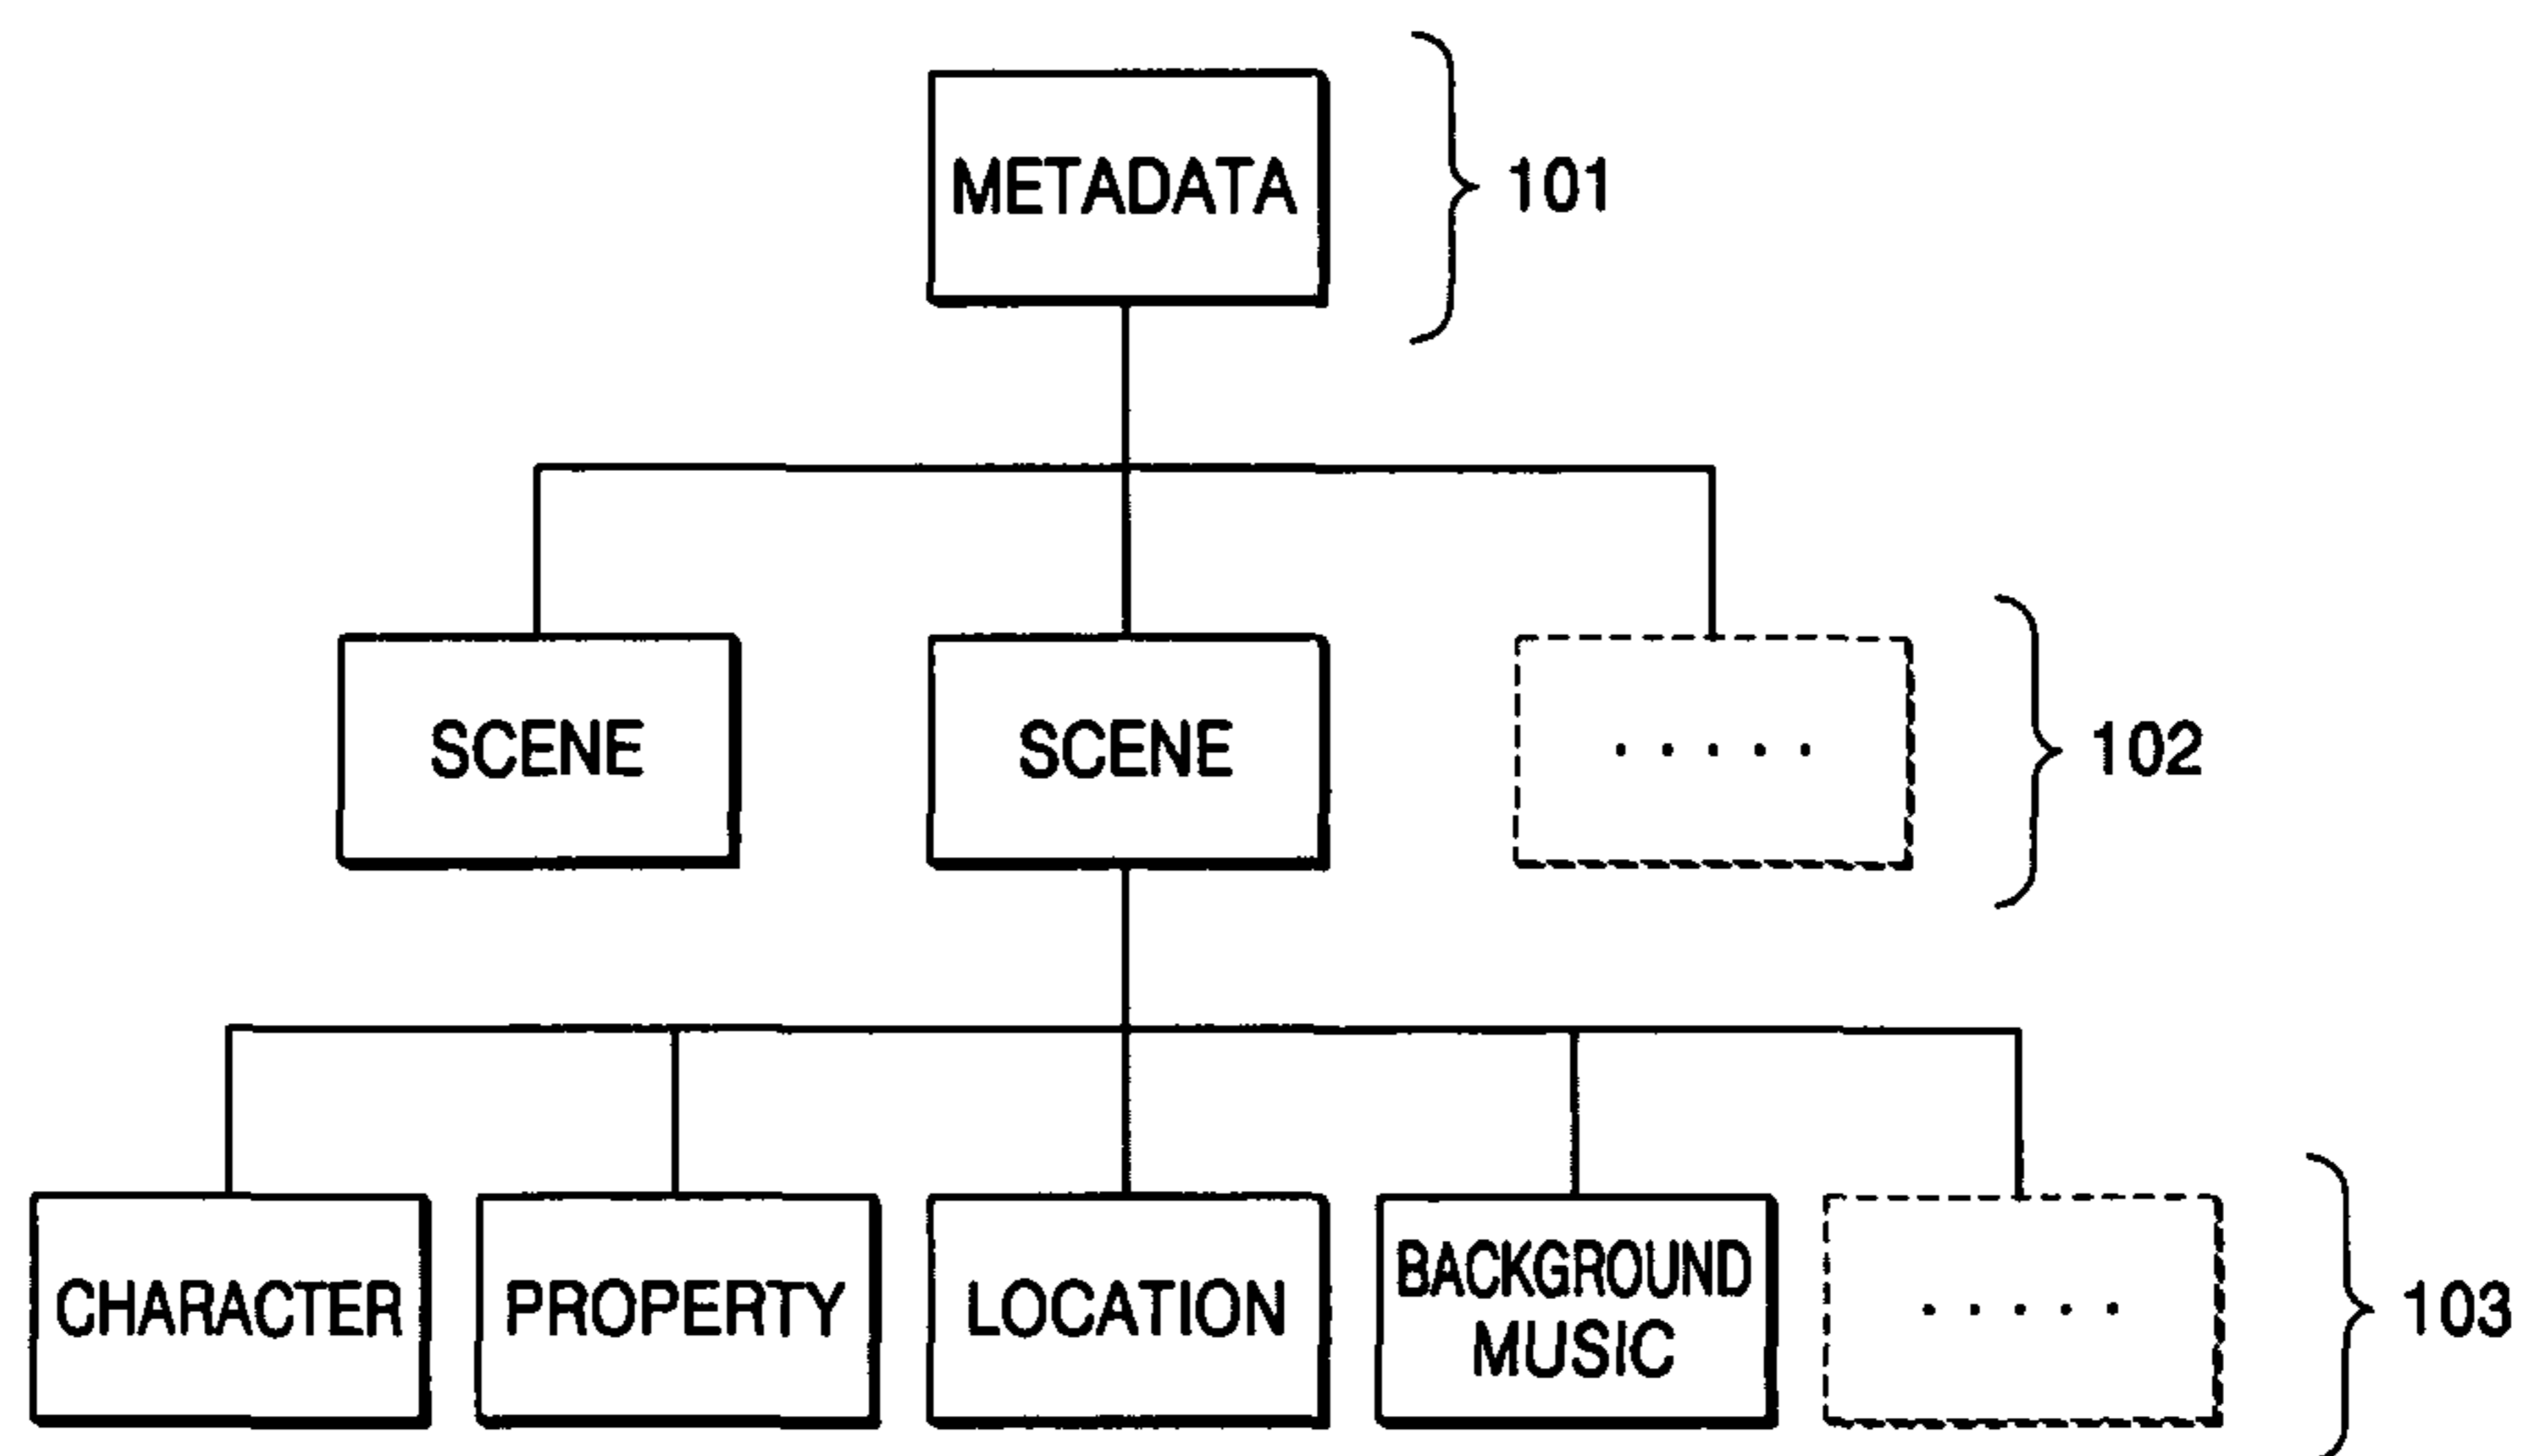 METADATA
101
SCENE
SCENE
.....
102
CHARACTER
PROPERTY
LOCATION
BACKGROUND
MUSIC
.....
103